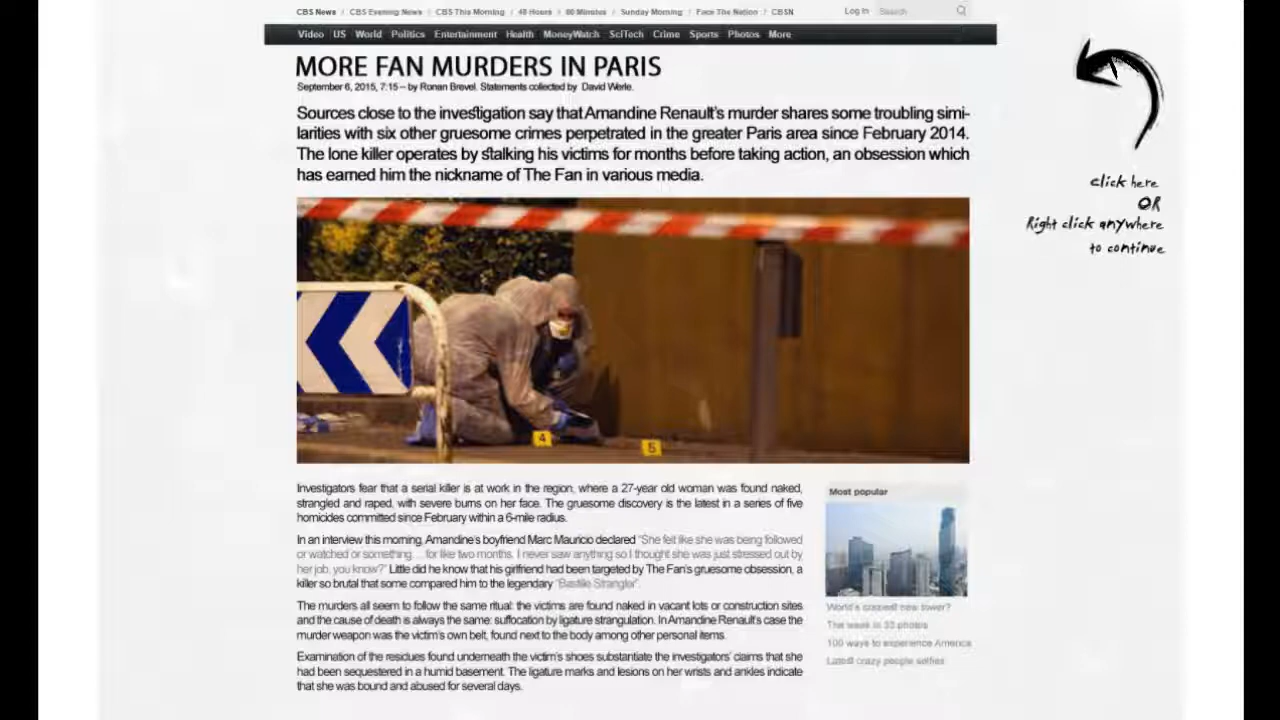 CBS News / CBS Evening News / CBS This Morning / 48 Hours / 60 Minutes / Sunday Morning / Face The Nation / CBSN
Log In Search
Video US World Politics Entertainment Health MoneyWatch SciTech Crime Sports Photos More
MORE FAN MURDERS IN PARIS
September 6, 2015, 7:15 – by Ronan Brevel. Statements collected by David Werle.
Sources close to the investigation say that Amandine Renault's murder shares some troubling simi-
larities with six other gruesome crimes perpetrated in the greater Paris area since February 2014.
The lone killer operates by stalking his victims for months before taking action, an obsession which
has earned him the nickname of The Fan in various media.
click here
OR
Right click anywhere
to continue
4
5
Investigators fear that a serial killer is at work in the region, where a 27-year old woman was found naked,
strangled and raped, with severe burns on her face. The gruesome discovery is the latest in a series of five
homicides committed since February within a 6-mile radius.
In an interview this morning, Amandine's boyfriend Marc Mauricio declared "She felt like she was being followed
or watched or something… for like two months. I never saw anything so I thought she was just stressed out by
her job, you know?" Little did he know that his girlfriend had been targeted by The Fan's gruesome obsession, a
killer so brutal that some compared him to the legendary "Bastille Strangler".
The murders all seem to follow the same ritual: the victims are found naked in vacant lots or construction sites
and the cause of death is always the same: suffocation by ligature strangulation. In Amandine Renault's case the
murder weapon was the victim's own belt, found next to the body among other personal items.
Examination of the residues found underneath the victim's shoes substantiate the investigators' claims that she
had been sequestered in a humid basement. The ligature marks and lesions on her wrists and ankles indicate
that she was bound and abused for several days.
Most popular
World's craziest new tower?
The week in 33 photos
100 ways to experience America
Latest crazy people selfies